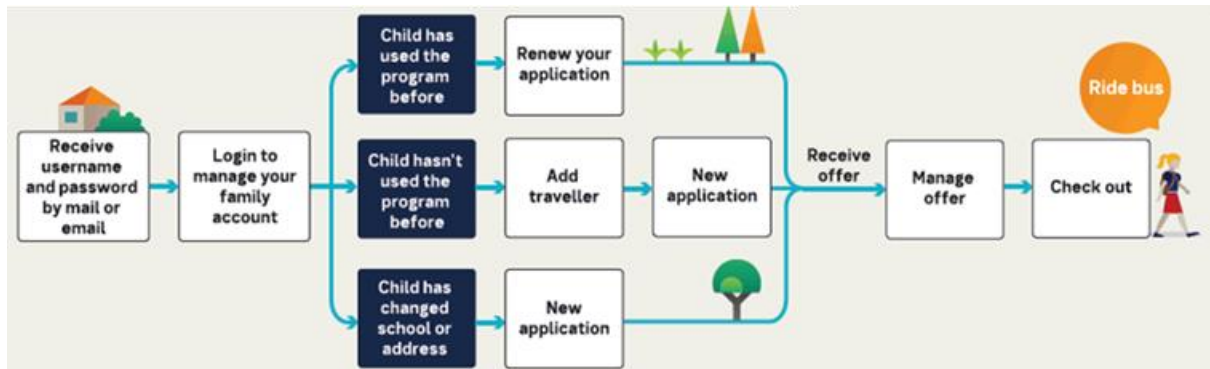 Receive
username
and password
by mail or
email
Login to
manage your
family
account
Child has
used the
program
before
Renew your
application
Child hasn't
used the
program
before
Add
traveller
New
application
Child has
changed
school or
address
New
application
Receive
offer
Manage
offer
Check out
Ride bus